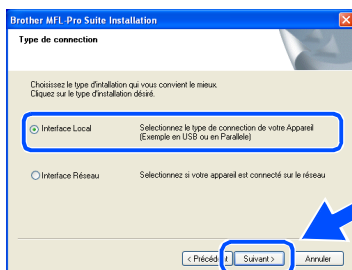 Brother MFL-Pro Suite Installation
Type de connection
Choisissez le type d'intallation qui vous convient le mieux.
Cliquez sur le type d'installation désiré.
Interface Local
Selectionnez le type de connection de votre Appareil
(Exemple en USB ou en Parallele)
Interface Réseau
Selectionnez si votre appareil est connecté sur le réseau
< Précédent
Suivant >
Annuler